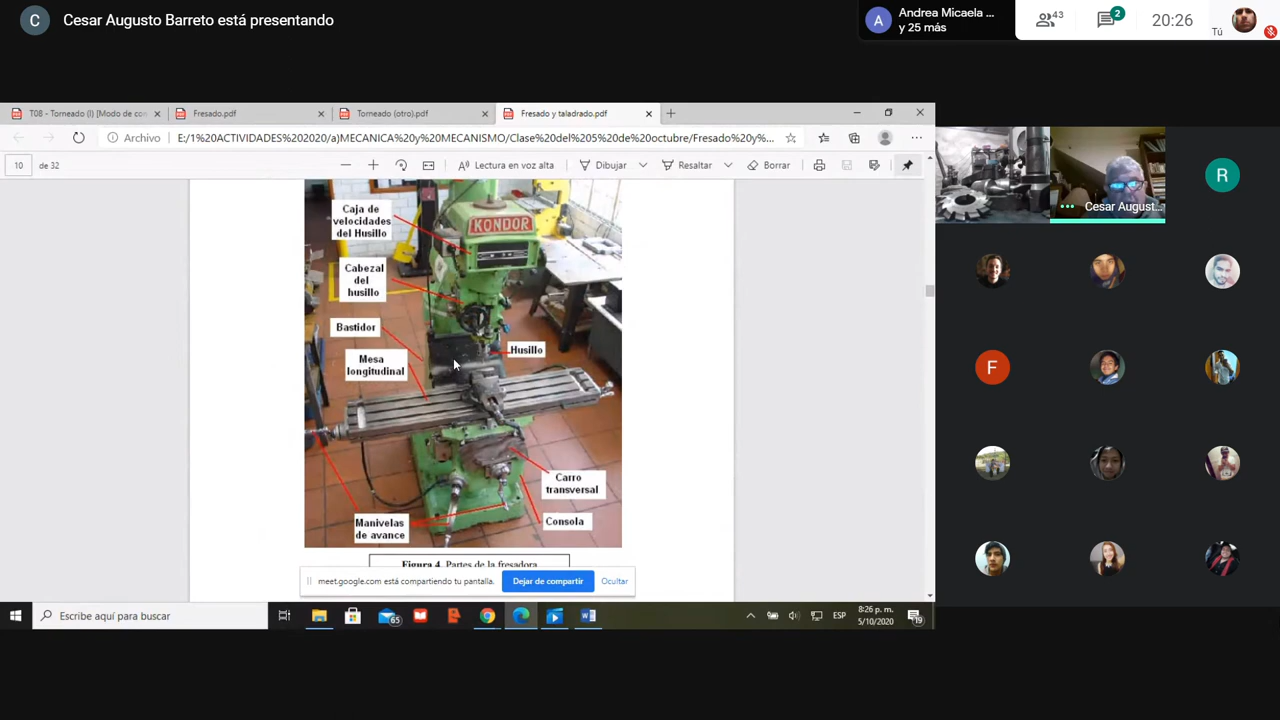 C
Cesar Augusto Barreto está presentando
A
Andrea Micaela ...
y 25 más
43
2
20:26
Tú
T08 - Torneado (I) [Modo de con
Fresado.pdf
Torneado (otro).pdf
Fresado y taladrado.pdf
Archivo
E:/1%20ACTIVIDADES%202020/a)MECANICA%20y%20MECANISMO/Clase%20del%205%20de%20octubre/Fresado%20y%...
10 de 32
Lectura en voz alta
Dibujar
Resaltar
Borrar
Caja de
velocidades
del Husillo
KONDOR
Cabezal
del
husillo
Bastidor
Husillo
Mesa
longitudinal
Carro
transversal
Consola
Manivelas
de avance
Figura 4. Partes de la fresadora
meet.google.com está compartiendo tu pantalla.
Dejar de compartir
Ocultar
Escribe aquí para buscar
65
ESP
8:26 p. m.
5/10/2020
19
Cesar August...
R
F